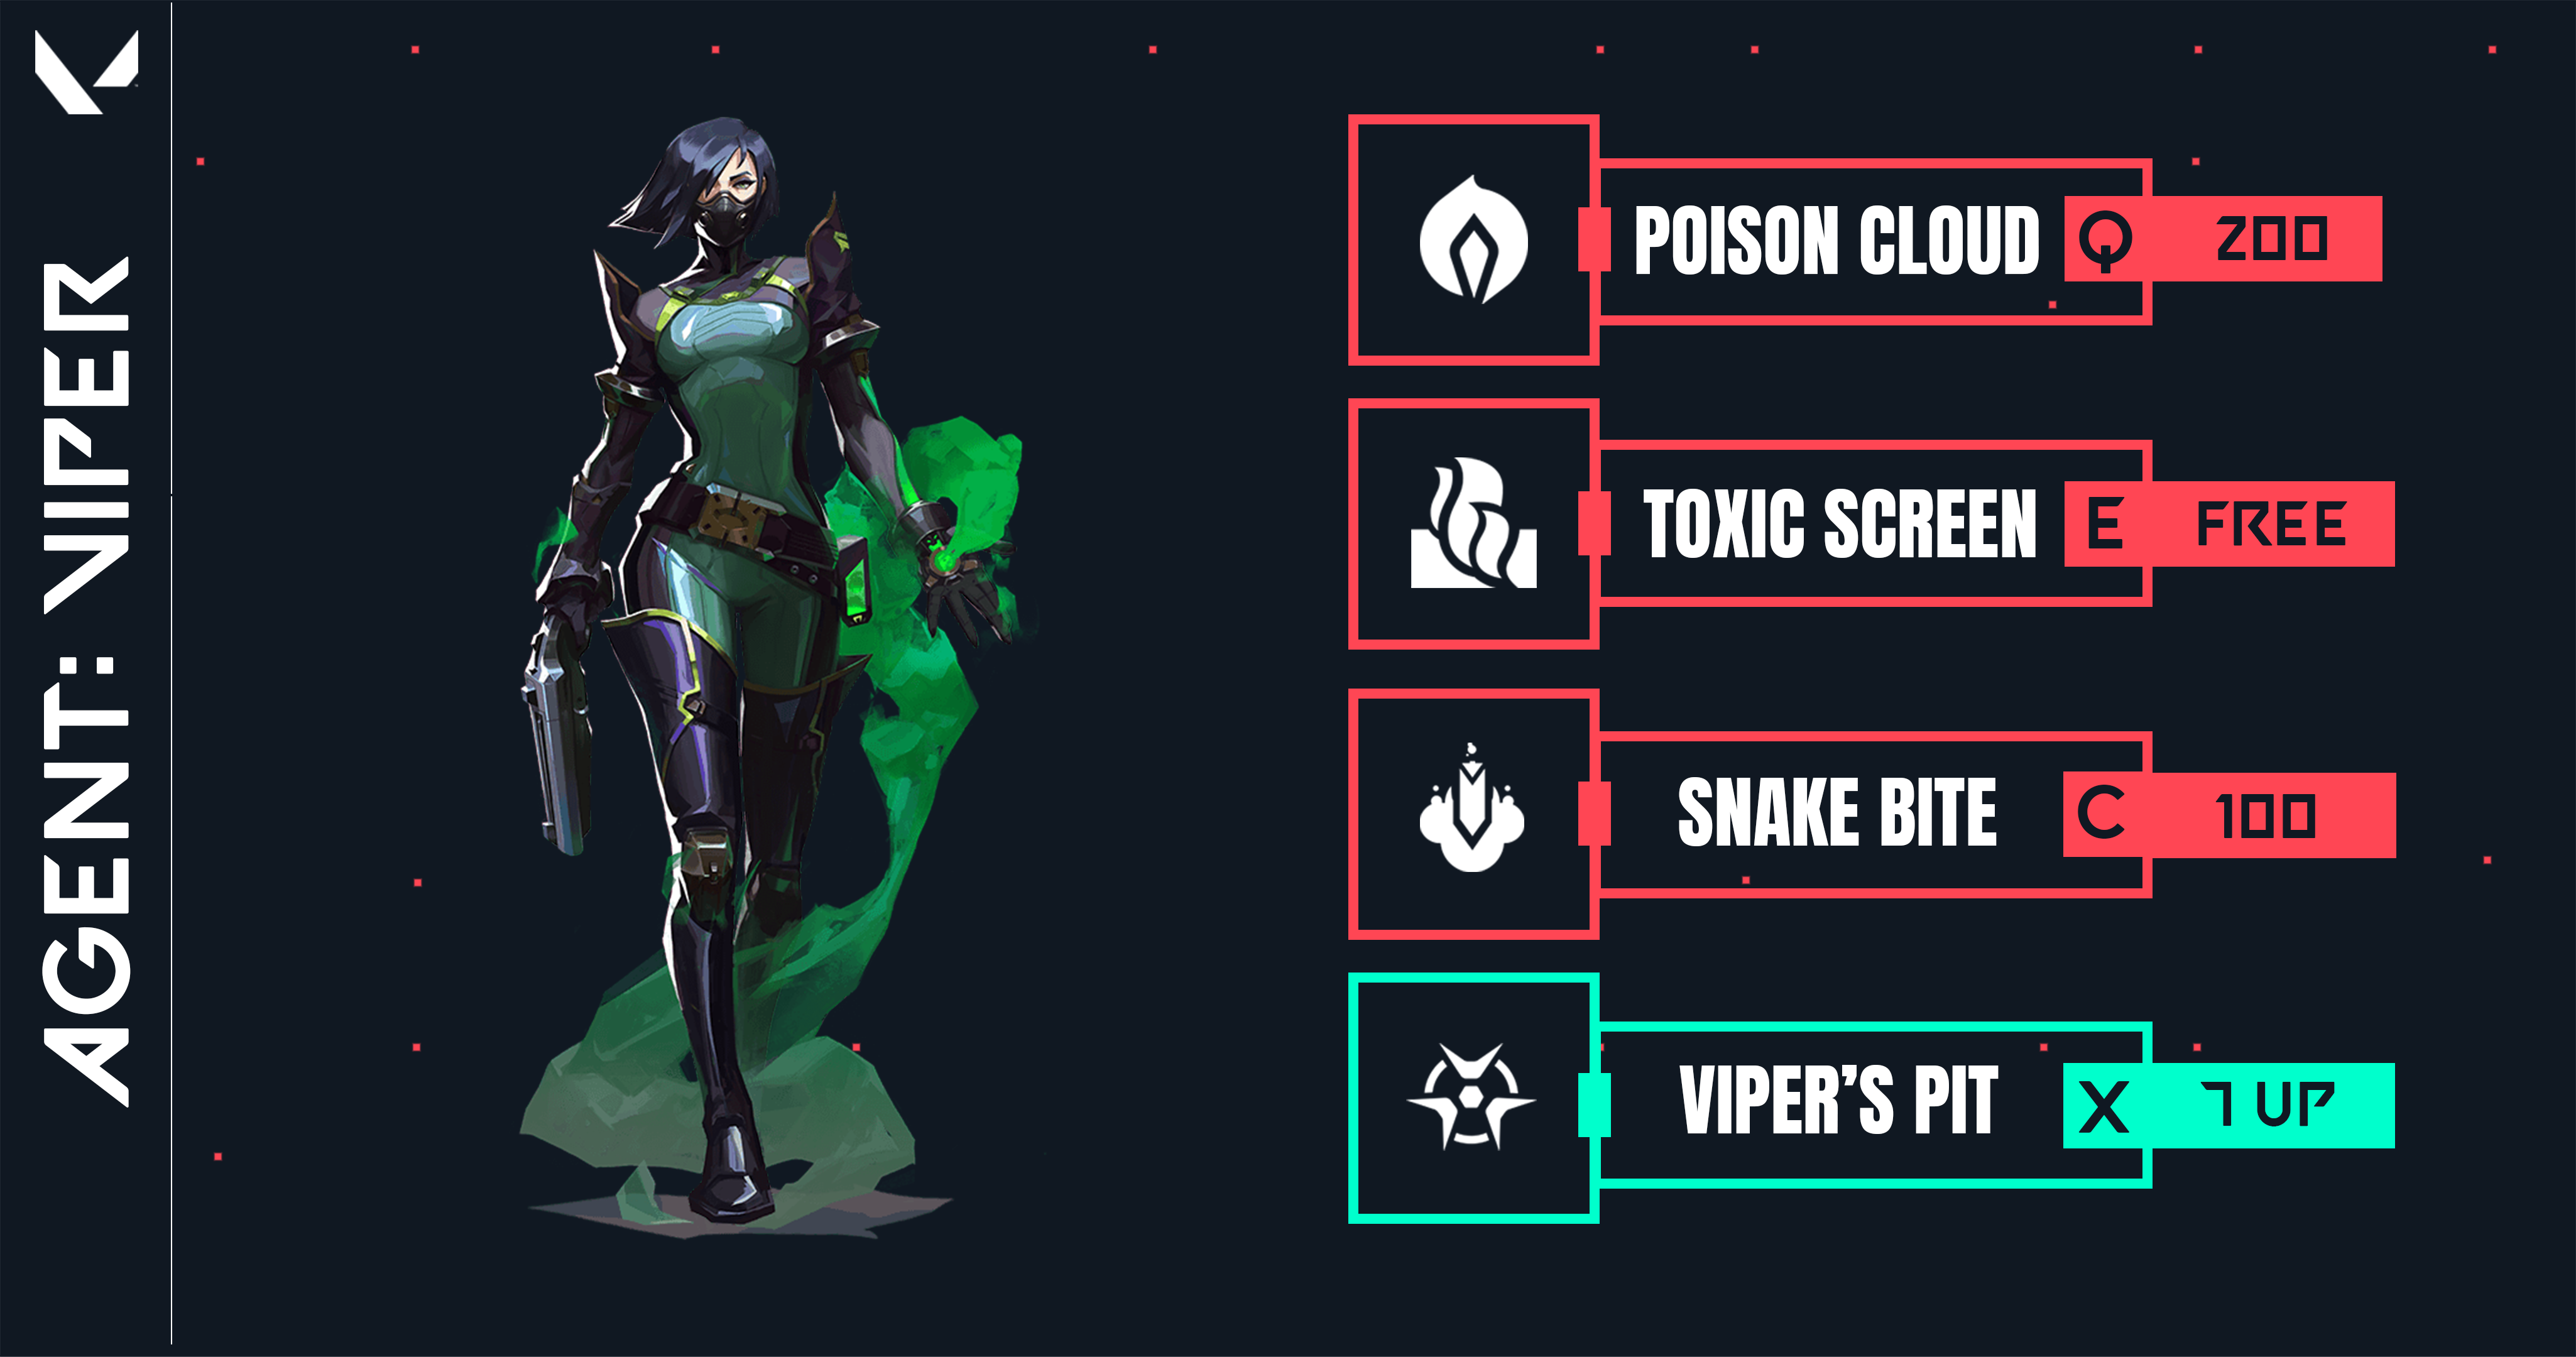 AGENT: VIPER
POISON CLOUD Q 200
TOXIC SCREEN E FREE
SNAKE BITE C 100
VIPER’S PIT X 7 UP